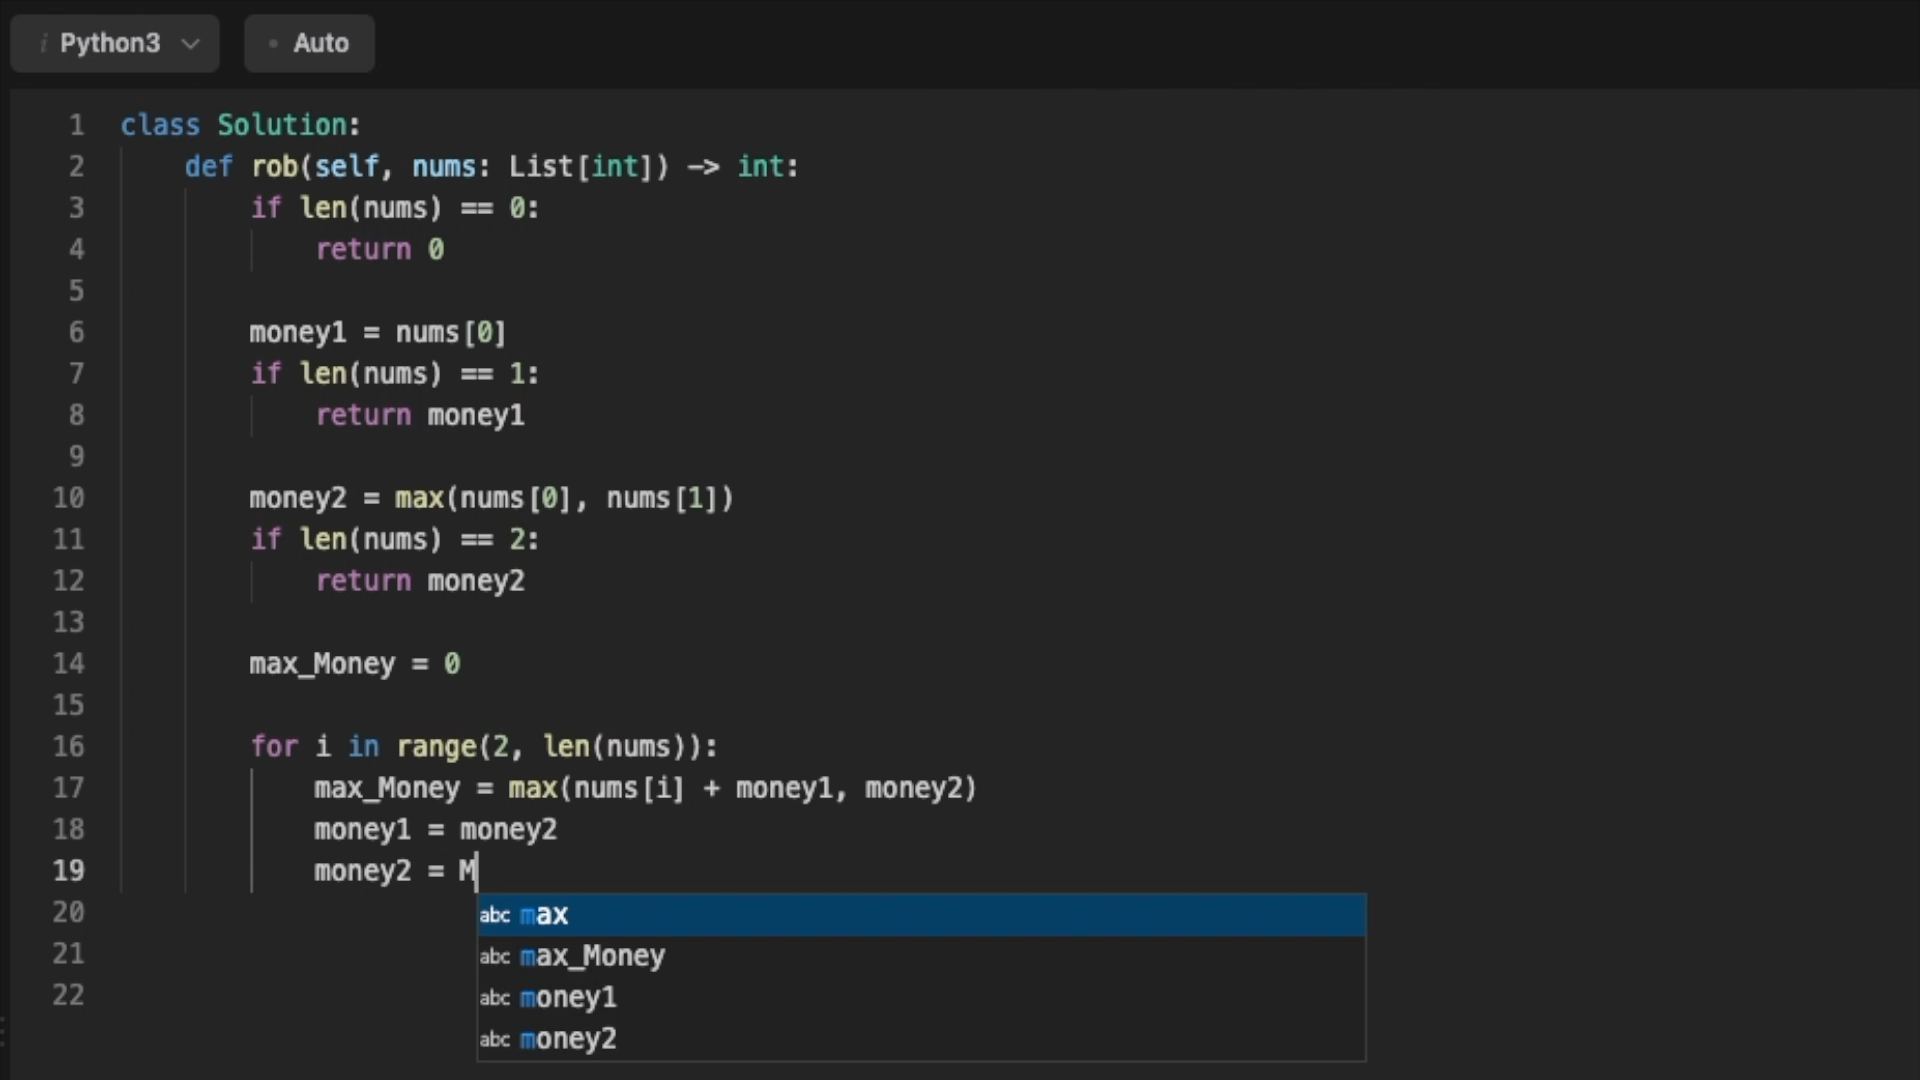 Python3
Auto
1 class Solution:
2 def rob(self, nums: List[int]) -> int:
3 if len(nums) == 0:
4 return 0
5
6 money1 = nums[0]
7 if len(nums) == 1:
8 return money1
9
10 money2 = max(nums[0], nums[1])
11 if len(nums) == 2:
12 return money2
13
14 max_Money = 0
15
16 for i in range(2, len(nums)):
17 max_Money = max(nums[i] + money1, money2)
18 money1 = money2
19 money2 = M
20 abc max
21 abc max_Money
22 abc money1
abc money2